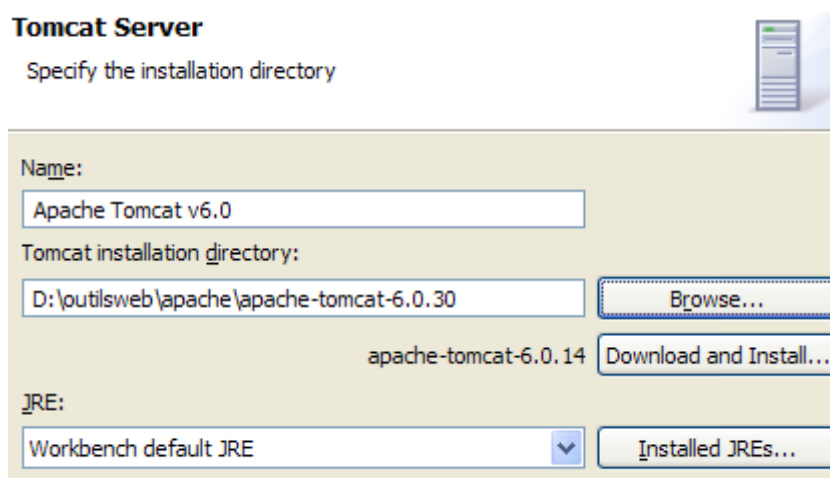 Tomcat Server
Specify the installation directory
Name:
Apache Tomcat v6.0
Tomcat installation directory:
D:\outilsweb\apache\apache-tomcat-6.0.30 Browse...
apache-tomcat-6.0.14 Download and Install...
JRE:
Workbench default JRE Installed JREs...